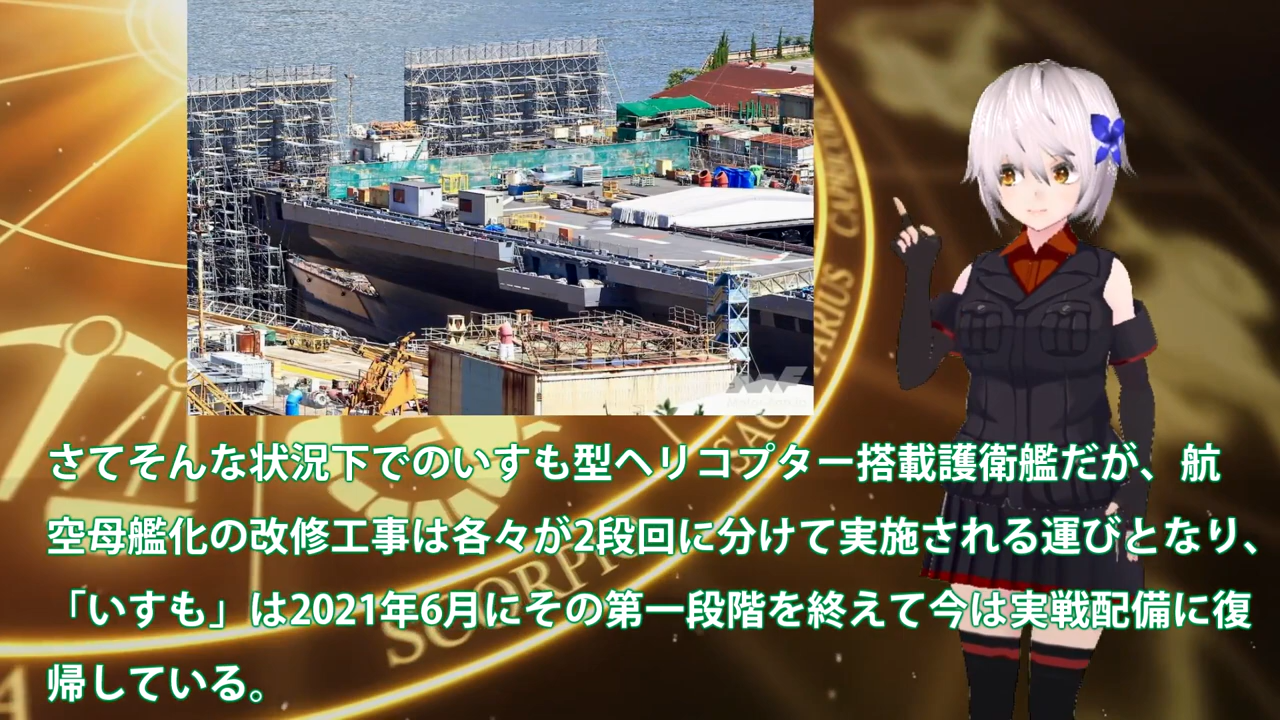 CAPRICORN
SCORPI
さてそんな状況下でのいすも型ヘリコプター搭載護衛艦だが、航
空母艦化の改修工事は各々が2段回に分けて実施される運びとなり、
「いすも」は2021年6月にその第一段階を終えて今は実戦配備に復
帰している。